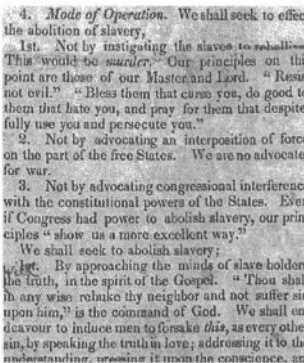 4. Mode of Operation. We shall seek to effec
the abolition of slavery,
1st. Not by instigating the slaves to rebellion
This would be murder. Our principles on thi
point are those of our Master and Lord. "Resis
not evil." "Bless them that curse you, do good to
them that hate you, and pray for them that despite
fully use you and persecute you."
2. Not by advocating an interposition of force
on the part of the free States. We are no advocate
for war.
3. Not by advocating congressional interference
with the constitutional powers of the States. Even
if Congress had power to abolish slavery, our prin
ciples "show us a more excellent way."
We shall seek to abolish slavery;
1st. By approaching the minds of slave holders
the truth, in the spirit of the Gospel. "Thou shal
in any wise rebuke thy neighbor and not suffer sin
upon him," is the command of God. We shall en
deavour to induce men to forsake this, as every othe
sin, by speaking the truth in love; addressing it to th
understanding, pressing it upon the conscience,